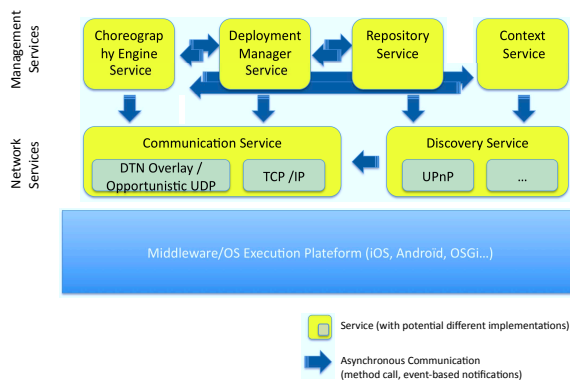 Management
Services
Choreograp
hy Engine
Service
Deployment
Manager
Service
Repository
Service
Context
Service
Network
Services
Communication Service
DTN Overlay /
Opportunistic UDP
TCP /IP
Discovery Service
UPnP
...
Middleware/OS Execution Plateform (iOS, Androïd, OSGi...)
Service (with potential different implementations)
Asynchronous Communication
(method call, event-based notifications)